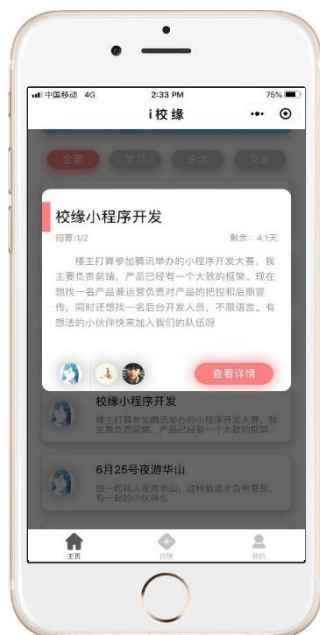 中国移动 4G 2:33 PM 75%
i校缘
全部 学习 生活 交友
校缘小程序开发
招募:1/2 剩余: 4.1天
楼主打算参加腾讯举办的小程序开发大赛，我
主要负责前端，产品已经有一个大致的框架。现在
想找一名产品兼运营负责对产品的把控和后期宣
传，同时还想找一名后台开发人员，不限语言。有
想法的小伙伴快来加入我们的队伍呀
查看详情
校缘小程序开发
楼主打算参加腾讯举办的小程序开发大赛，我
主要负责前端，产品已经有一个大致的框架...
6月25号夜游华山
想一起找人夜游华山，这样旅途才会有意思。
有一起的小伙伴么
主页 创建 我的